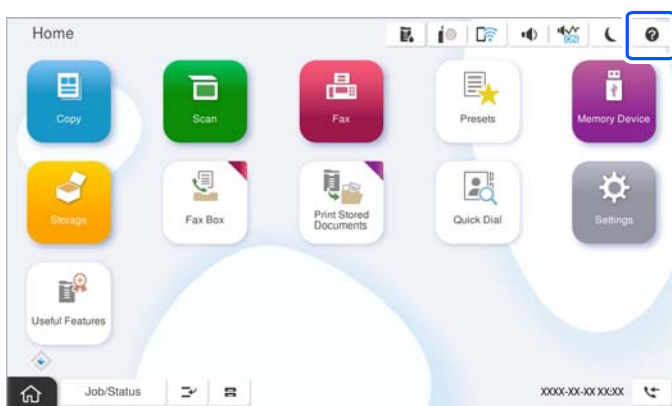 Home
ON
?
Copy
Scan
Fax
Presets
Memory Device
Storage
Fax Box
Print Stored
Documents
Quick Dial
Settings
Useful Features
Job/Status
XXXX-XX-XX XX:XX